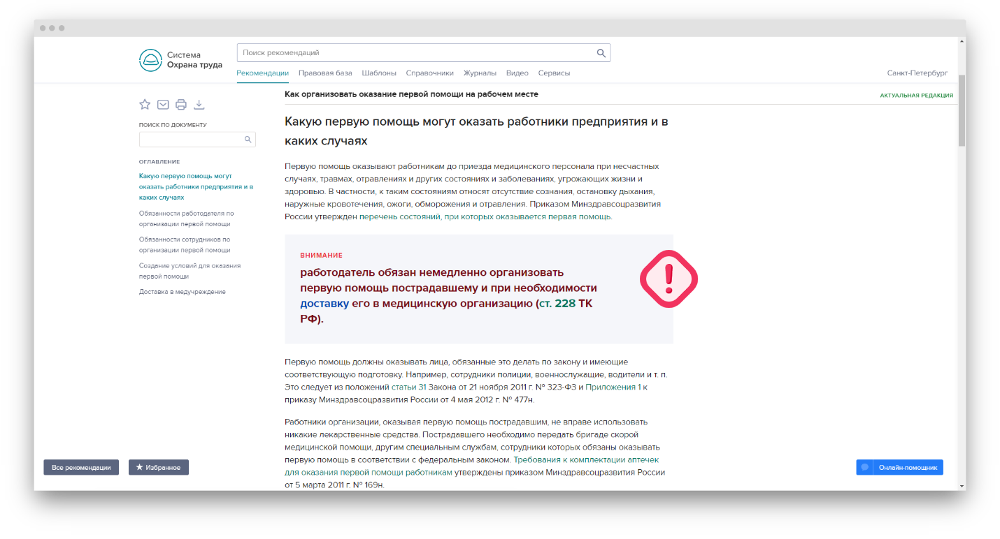 Система
Охрана труда
Поиск рекомендаций
Рекомендации Правовая база Шаблоны Справочники Журналы Видео Сервисы
Санкт-Петербург
ПОИСК ПО ДОКУМЕНТУ
ОГЛАВЛЕНИЕ
Какую первую помощь могут
оказать работники предприятия и в
каких случаях
Обязанности работодателя по
организации первой помощи
Обязанности сотрудников по
организации первой помощи
Создание условий для оказания
первой помощи
Доставка в медучреждение
Как организовать оказание первой помощи на рабочем месте
АКТУАЛЬНАЯ РЕДАКЦИЯ
Какую первую помощь могут оказать работники предприятия и в
каких случаях
Первую помощь оказывают работникам до приезда медицинского персонала при несчастных
случаях, травмах, отравлениях и других состояниях и заболеваниях, угрожающих жизни и
здоровью. В частности, к таким состояниям относят отсутствие сознания, остановку дыхания,
наружные кровотечения, ожоги, обморожения и отравления. Приказом Минздравсоцразвития
России утвержден перечень состояний, при которых оказывается первая помощь.
ВНИМАНИЕ
работодатель обязан немедленно организовать
первую помощь пострадавшему и при необходимости
доставку его в медицинскую организацию (ст. 228 ТК
РФ).
Первую помощь должны оказывать лица, обязанные это делать по закону и имеющие
соответствующую подготовку. Например, сотрудники полиции, военнослужащие, водители и т. п.
Это следует из положений статьи 31 Закона от 21 ноября 2011 г. № 323-ФЗ и Приложения 1 к
приказу Минздравсоцразвития России от 4 мая 2012 г. № 477н.
Работники организации, оказывая первую помощь пострадавшим, не вправе использовать
никакие лекарственные средства. Пострадавшего необходимо передать бригаде скорой
медицинской помощи, другим специальным службам, сотрудники которых обязаны оказывать
первую помощь в соответствии с федеральным законом. Требования к комплектации аптечек
для оказания первой помощи работникам утверждены приказом Минздравсоцразвития России
от 5 марта 2011 г. № 169н.
Все рекомендации
Избранное
Онлайн-помощник